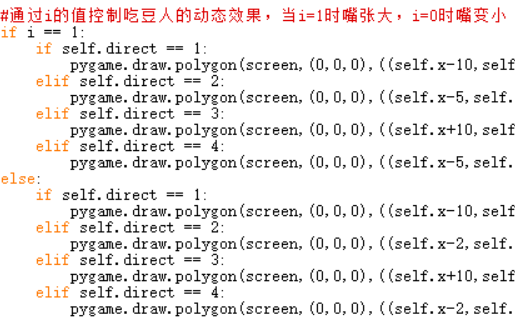 #通过i的值控制吃豆人的动态效果，当i=1时嘴张大，i=0时嘴变小
if i == 1:
    if self.direct == 1:
        pygame.draw.polygon(screen,(0,0,0),((self.x-10,self
    elif self.direct == 2:
        pygame.draw.polygon(screen,(0,0,0),((self.x-5,self.
    elif self.direct == 3:
        pygame.draw.polygon(screen,(0,0,0),((self.x+10,self
    elif self.direct == 4:
        pygame.draw.polygon(screen,(0,0,0),((self.x-5,self.
else:
    if self.direct == 1:
        pygame.draw.polygon(screen,(0,0,0),((self.x-10,self
    elif self.direct == 2:
        pygame.draw.polygon(screen,(0,0,0),((self.x-2,self.
    elif self.direct == 3:
        pygame.draw.polygon(screen,(0,0,0),((self.x+10,self
    elif self.direct == 4:
        pygame.draw.polygon(screen,(0,0,0),((self.x-2,self.